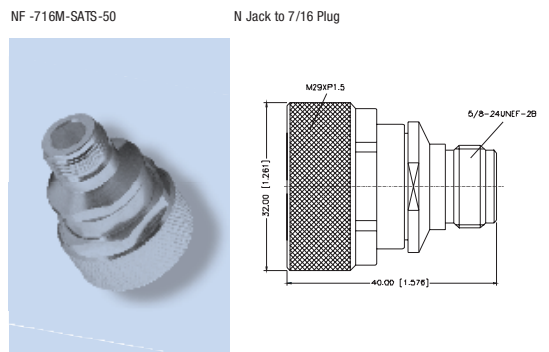 NF -716M-SATS-50
N Jack to 7/16 Plug
M29XP1.5
5/8-24UNEF-2B
32.00 [1.261]
40.00 [1.576]